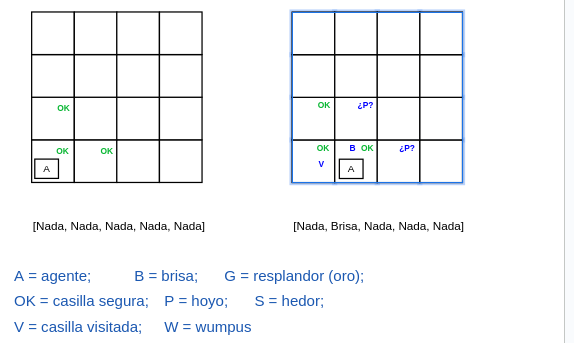 OK
OK ¿P?
OK OK
A
OK B OK ¿P?
V A
[Nada, Nada, Nada, Nada, Nada]
[Nada, Brisa, Nada, Nada, Nada]
A = agente; B = brisa; G = resplandor (oro);
OK = casilla segura; P = hoyo; S = hedor;
V = casilla visitada; W = wumpus